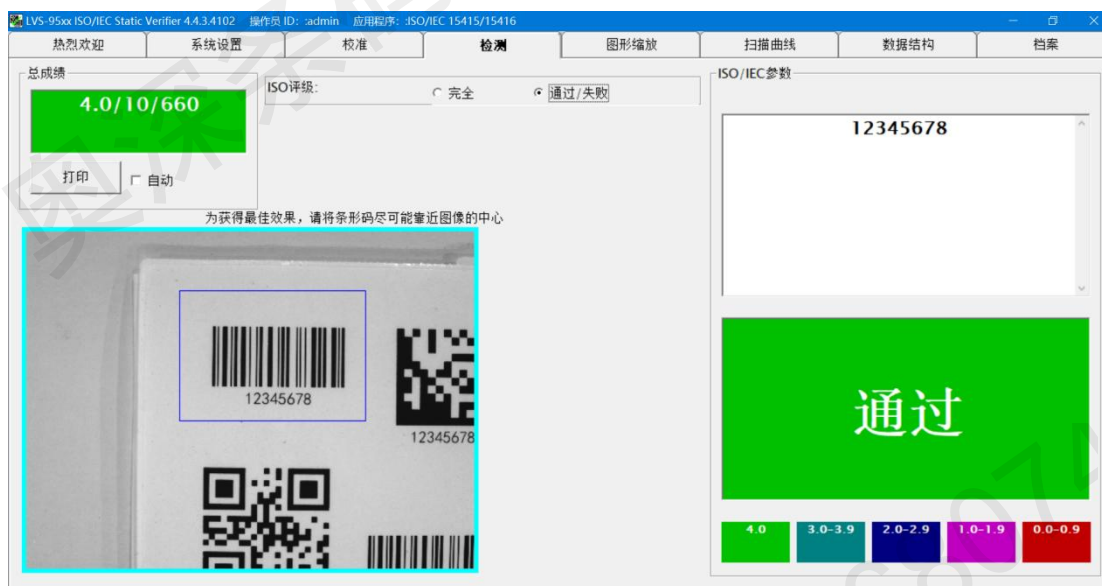 LVS-95xx ISO/IEC Static Verifier 4.4.3.4102 操作员 ID: :admin 应用程序: :ISO/IEC 15415/15416
热烈欢迎 系统设置 校准 检测 图形缩放 扫描曲线 数据结构 档案
总成绩
4.0/10/660
打印 自动
ISO评级: 完全 通过/失败
ISO/IEC参数
12345678
为获得最佳效果，请将条形码尽可能靠近图像的中心
12345678
12345678
通过
4.0 3.0-3.9 2.0-2.9 1.0-1.9 0.0-0.9